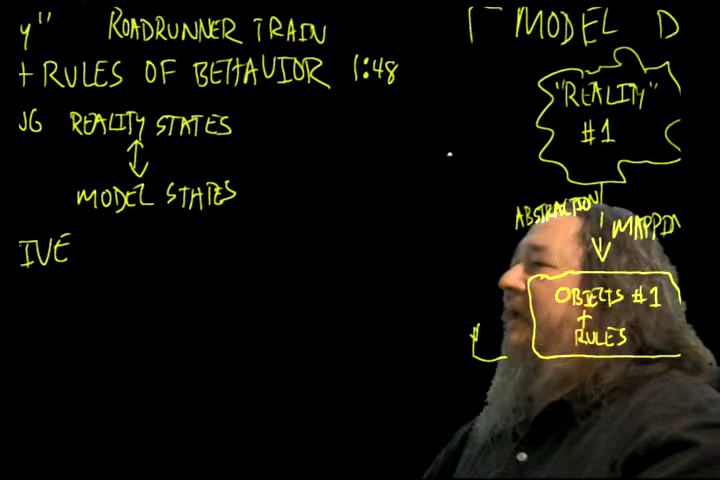 y" ROADRUNNER TRAIN
+ RULES OF BEHAVIOR 1:48
JG REALITY STATES
MODEL STATES
IVE
MODEL D
"REALITY"
#1
ABSTRACTION
MAPPIN
OBJECTS #1
+
RULES